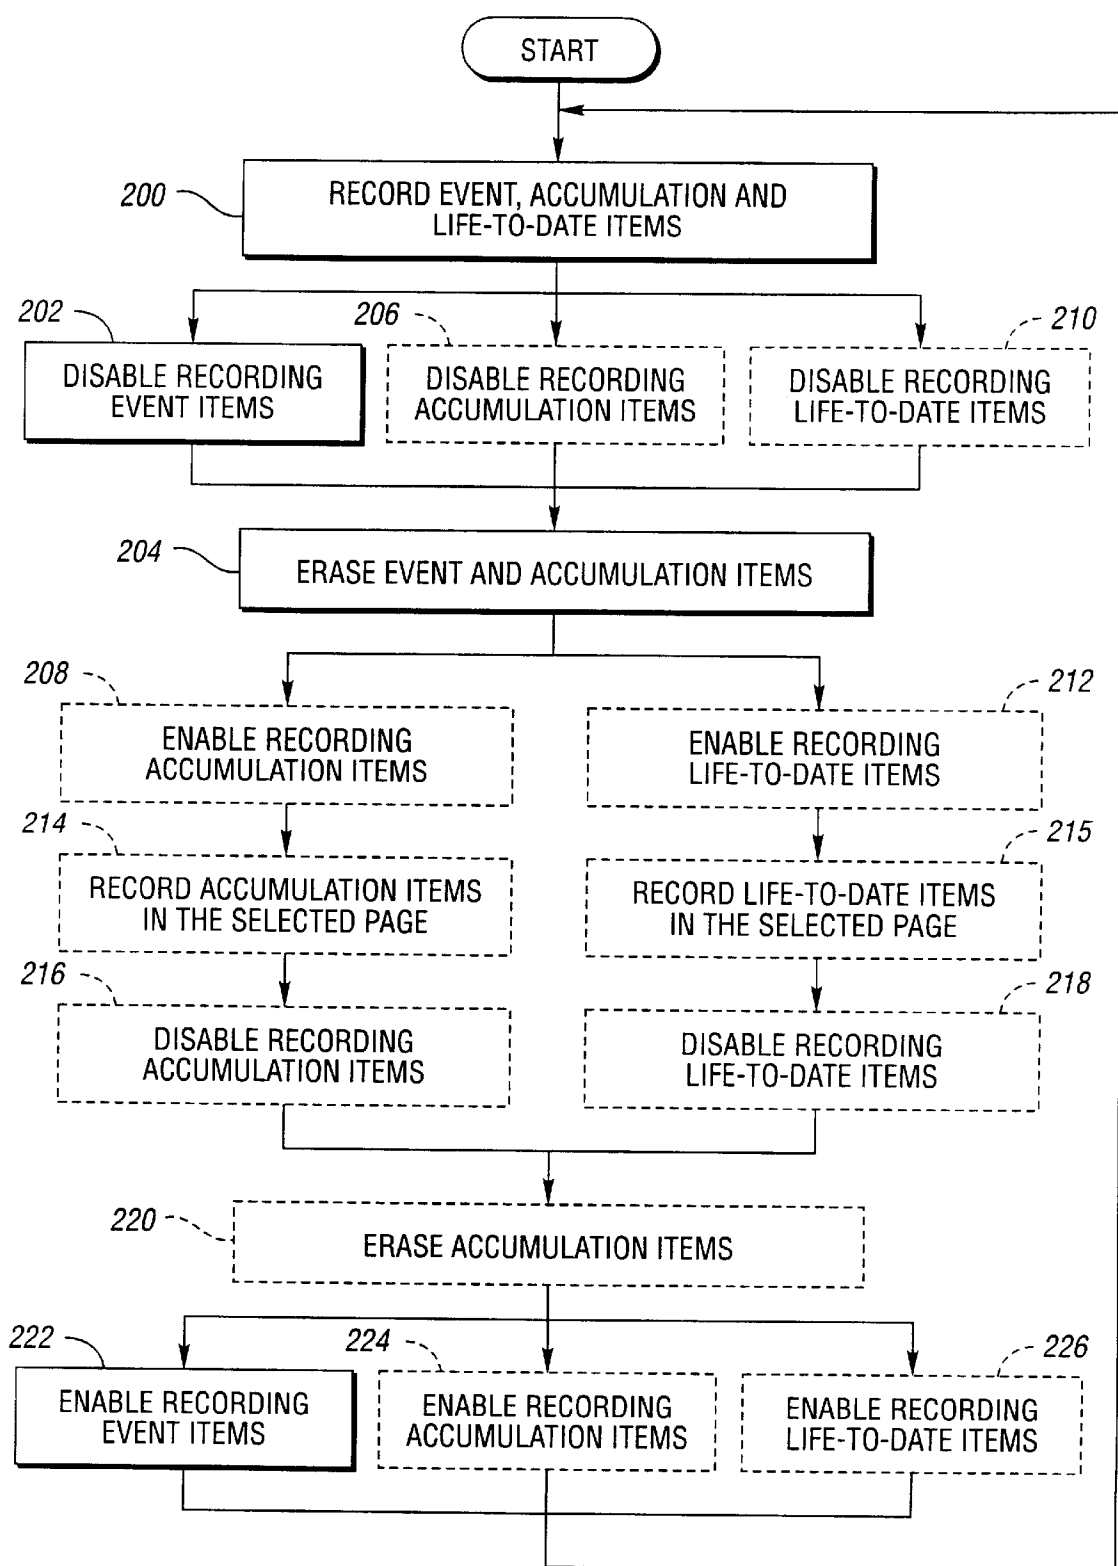 START
200
RECORD EVENT, ACCUMULATION AND
LIFE-TO-DATE ITEMS
202
DISABLE RECORDING
EVENT ITEMS
206
DISABLE RECORDING
ACCUMULATION ITEMS
210
DISABLE RECORDING
LIFE-TO-DATE ITEMS
204
ERASE EVENT AND ACCUMULATION ITEMS
208
ENABLE RECORDING
ACCUMULATION ITEMS
212
ENABLE RECORDING
LIFE-TO-DATE ITEMS
214
RECORD ACCUMULATION ITEMS
IN THE SELECTED PAGE
215
RECORD LIFE-TO-DATE ITEMS
IN THE SELECTED PAGE
216
DISABLE RECORDING
ACCUMULATION ITEMS
218
DISABLE RECORDING
LIFE-TO-DATE ITEMS
220
ERASE ACCUMULATION ITEMS
222
ENABLE RECORDING
EVENT ITEMS
224
ENABLE RECORDING
ACCUMULATION ITEMS
226
ENABLE RECORDING
LIFE-TO-DATE ITEMS